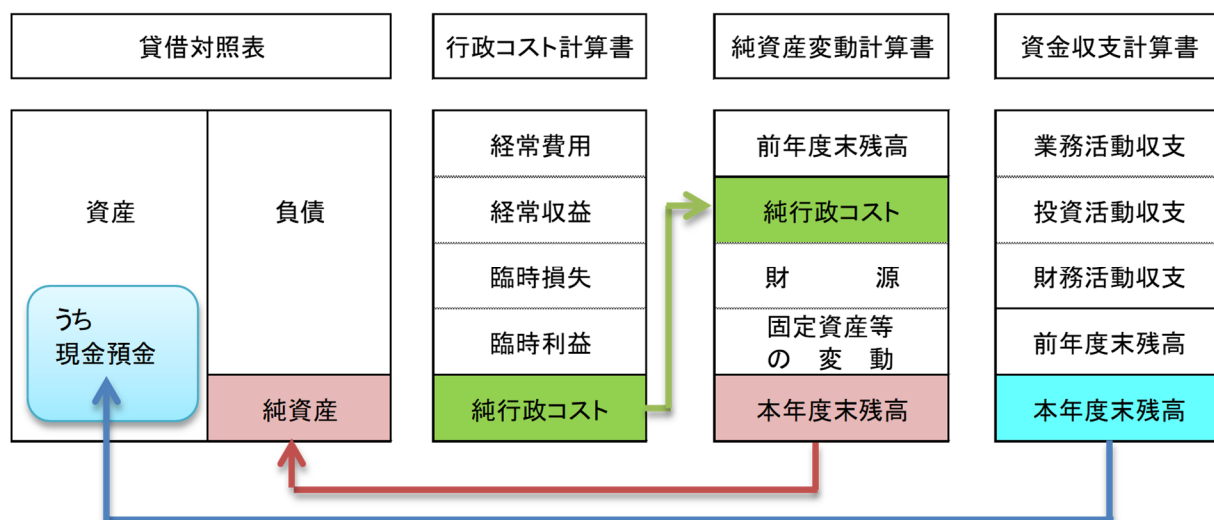 貸借対照表
行政コスト計算書
純資産変動計算書
資金収支計算書
資産
うち
現金預金
負債
純資産
経常費用
経常収益
臨時損失
臨時利益
純行政コスト
前年度末残高
純行政コスト
財　　源
固定資産等
の　変　動
本年度末残高
業務活動収支
投資活動収支
財務活動収支
前年度末残高
本年度末残高